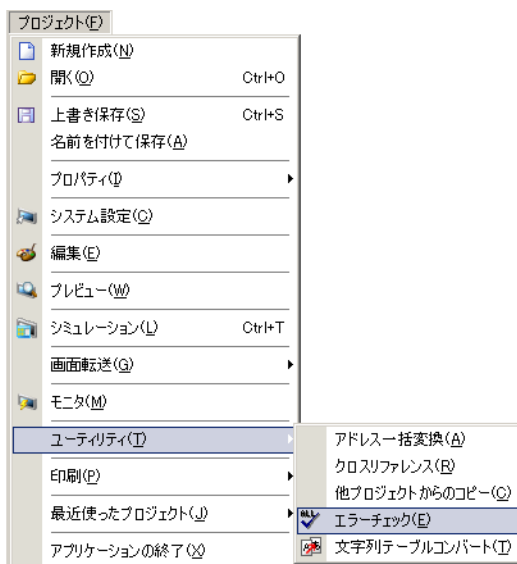 プロジェクト(F)
新規作成(N)
開く(O) Ctrl+O
上書き保存(S) Ctrl+S
名前を付けて保存(A)
プロパティ(I)
システム設定(C)
編集(E)
プレビュー(W)
シミュレーション(L) Ctrl+T
画面転送(G)
モニタ(M)
ユーティリティ(T)
アドレス一括変換(A)
クロスリファレンス(R)
他プロジェクトからのコピー(C)
エラーチェック(E)
文字列テーブルコンバート(T)
印刷(P)
最近使ったプロジェクト(J)
アプリケーションの終了(X)